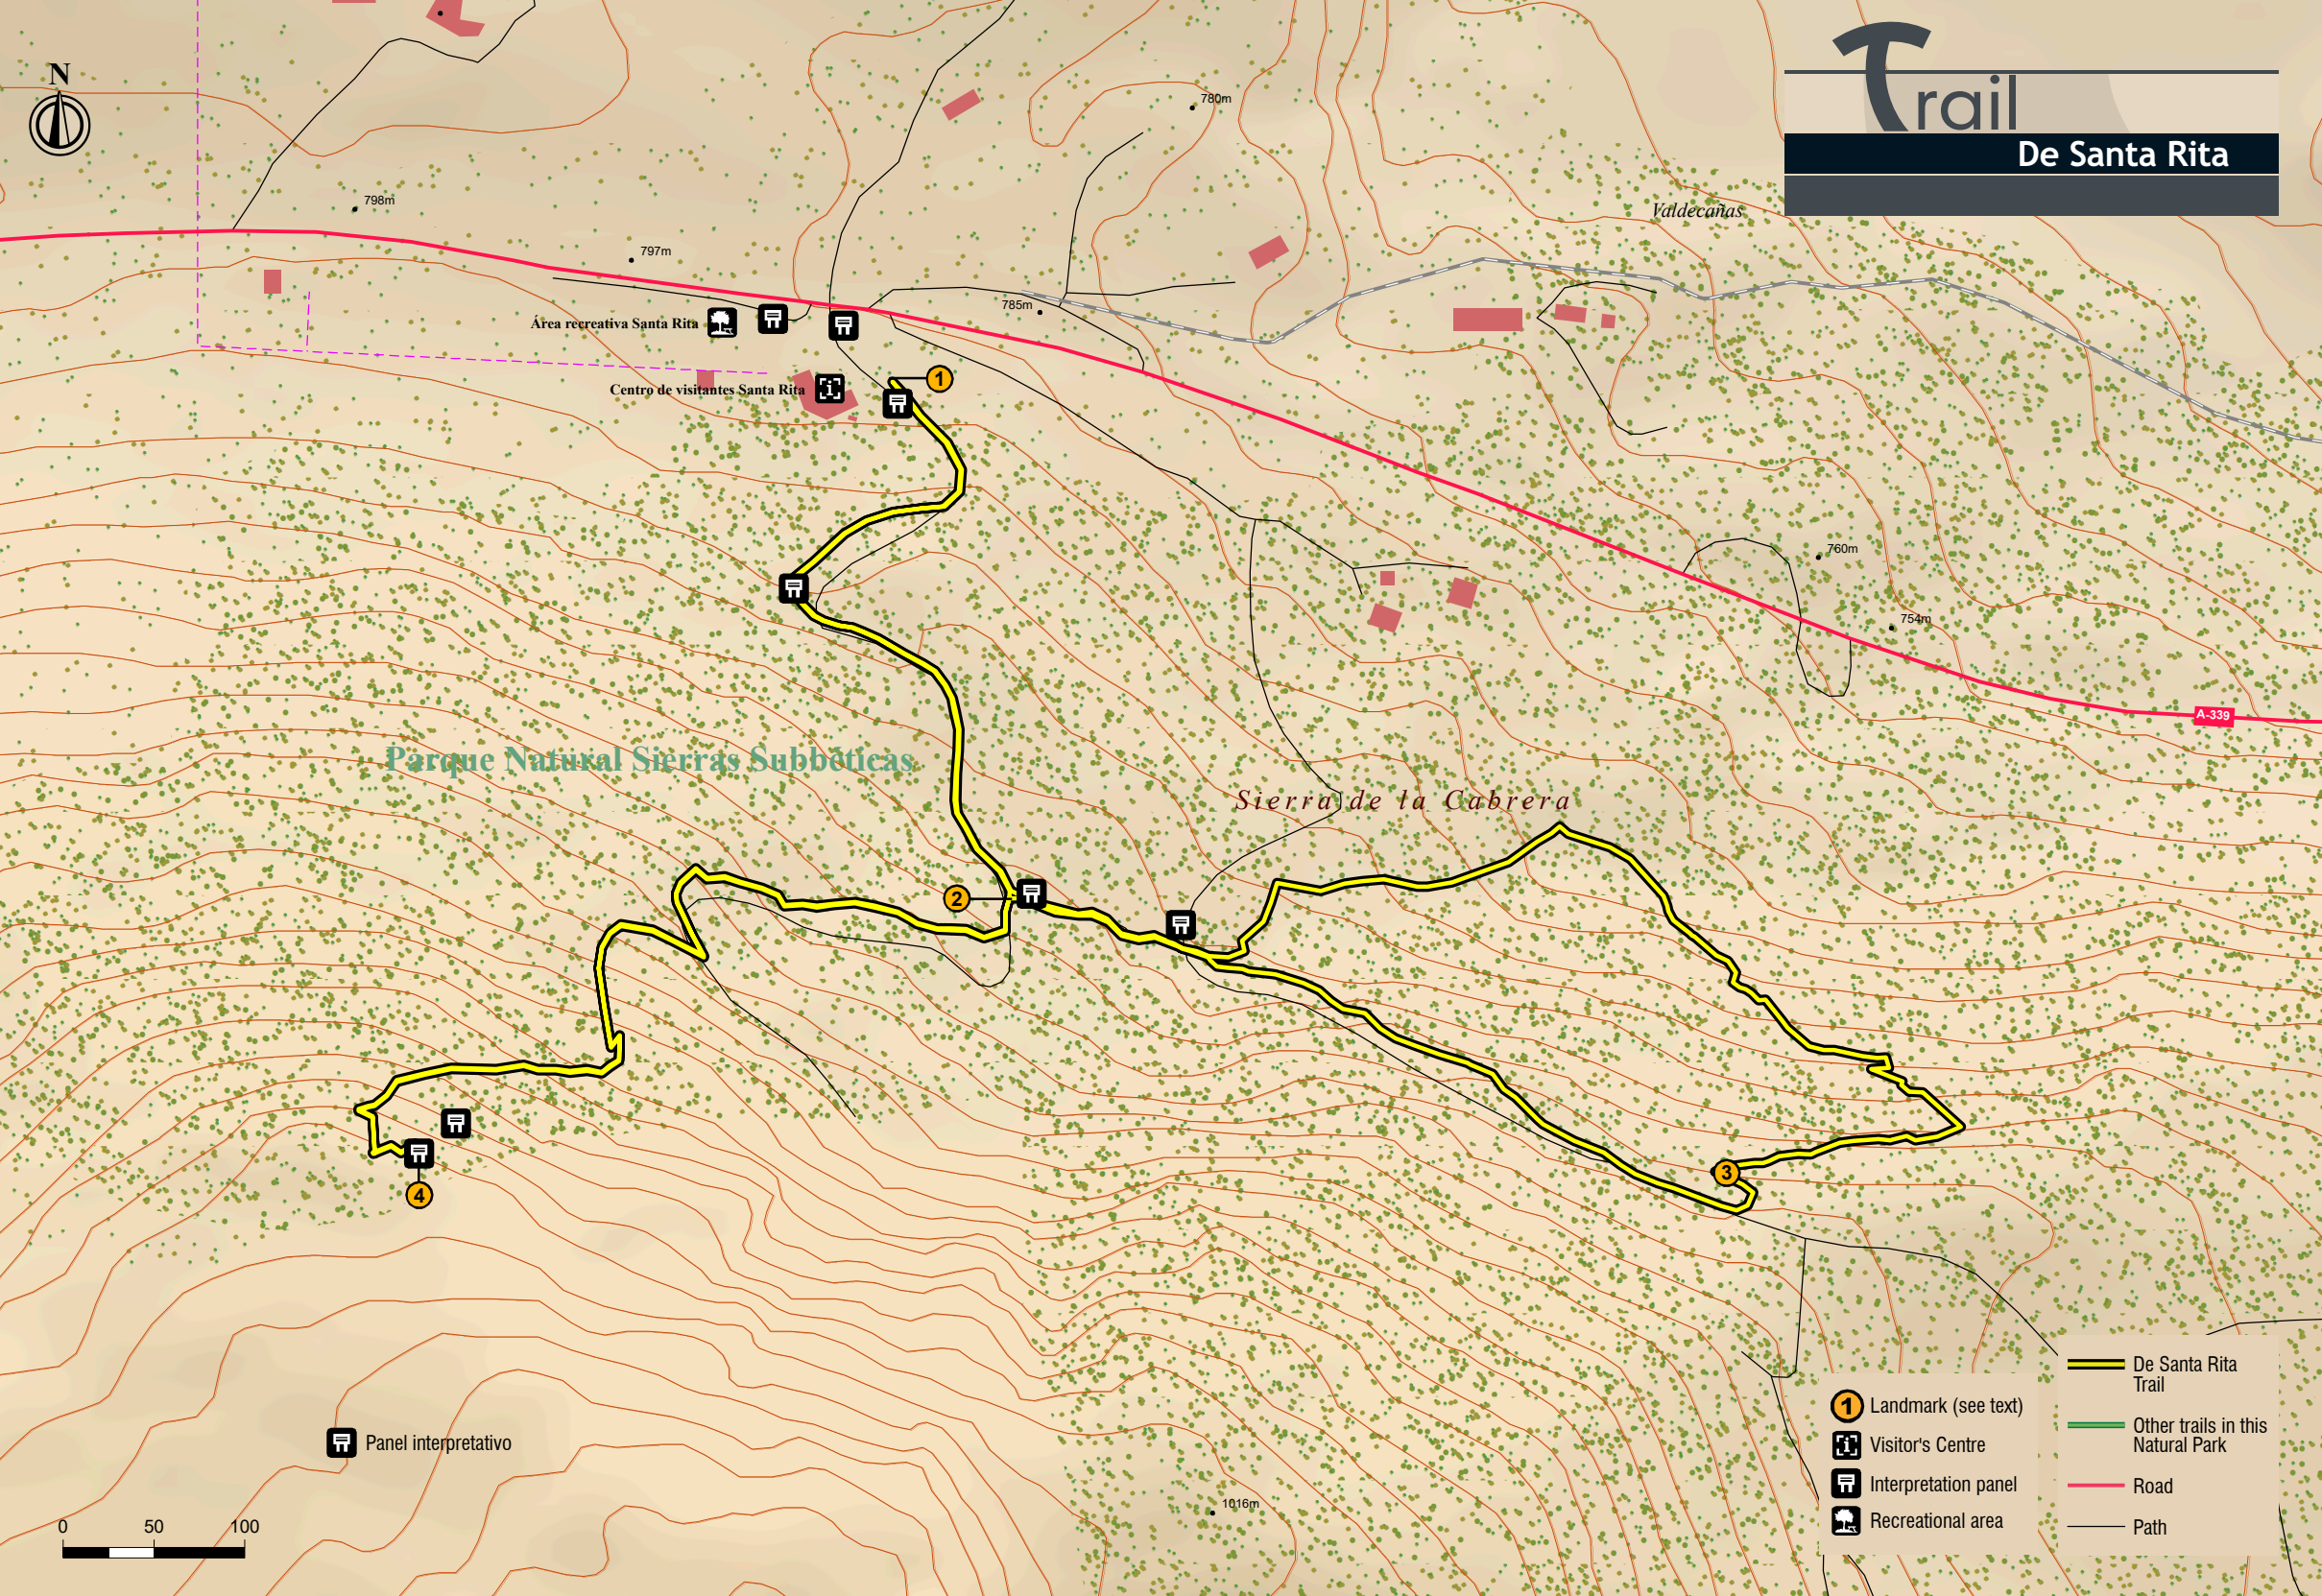 N
Trail
De Santa Rita
780m
Valdecañas
798m
797m
785m
Área recreativa Santa Rita
1
Centro de visitantes Santa Rita
760m
754m
A-339
Parque Natural Sierras Subbéticas
Sierra de la Cabrera
2
3
4
De Santa Rita
Trail
1 Landmark (see text)
Other trails in this
Natural Park
Panel interpretativo
i Visitor's Centre
Interpretation panel
Road
1016m
Recreational area
Path
0 50 100